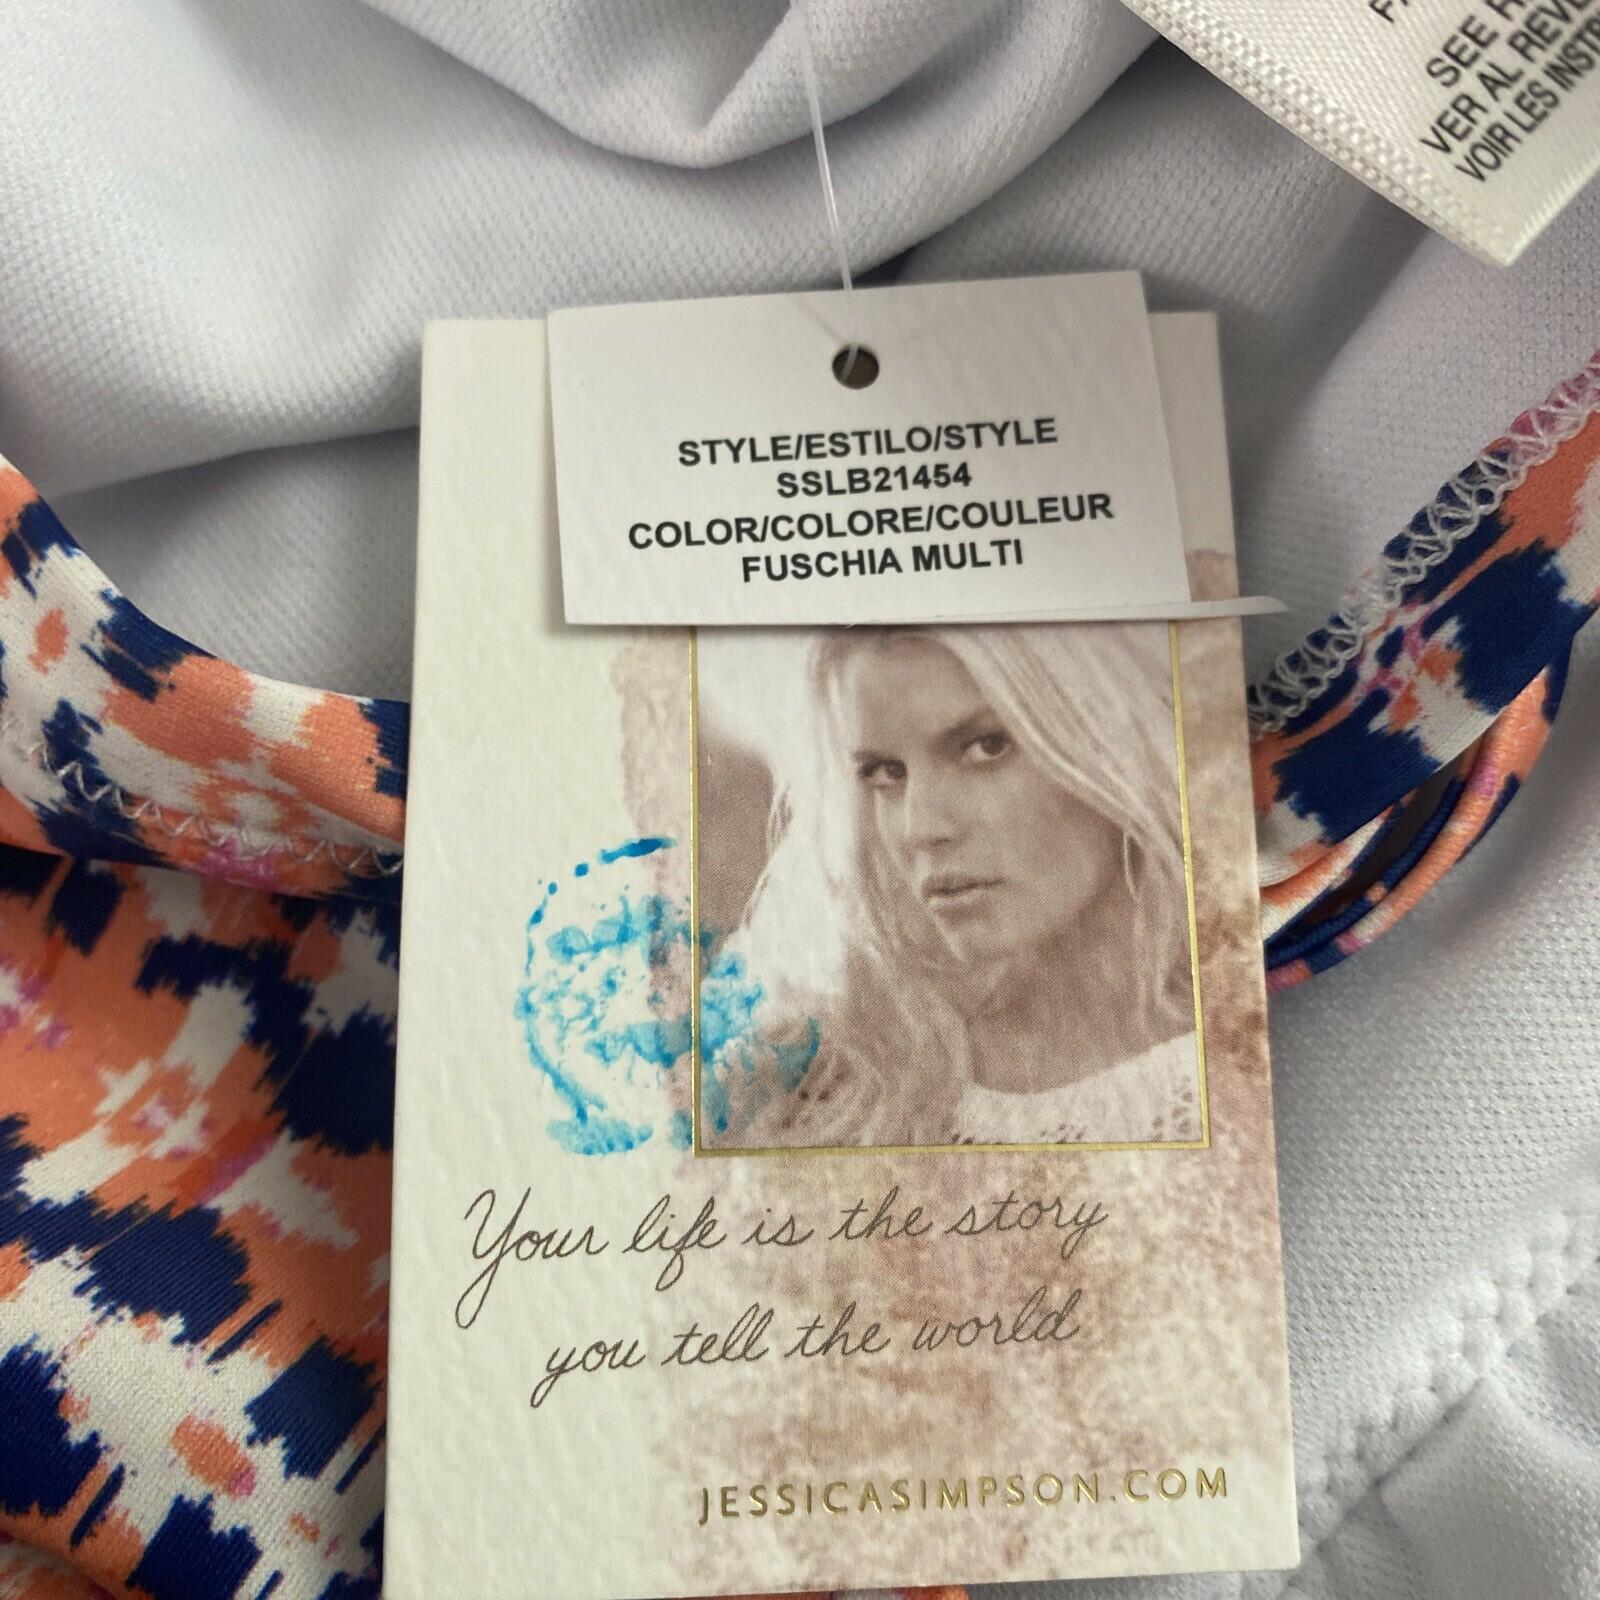 SEE R
VER AL REVE
VOIR LES INSTR
STYLE/ESTILO/STYLE
SSLB21454
COLOR/COLORE/COULEUR
FUSCHIA MULTI
Your life is the story
you tell the world
JESSICASIMPSON.COM